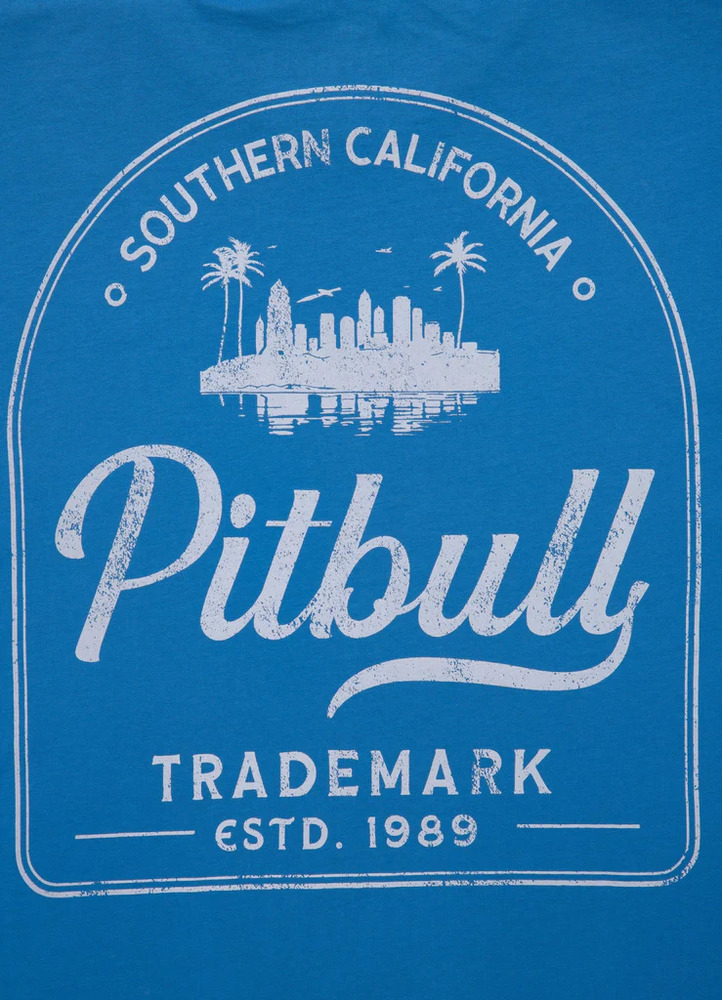 SOUTHERN CALIFORNIA
Pitbull
TRADEMARK
ESTD. 1989